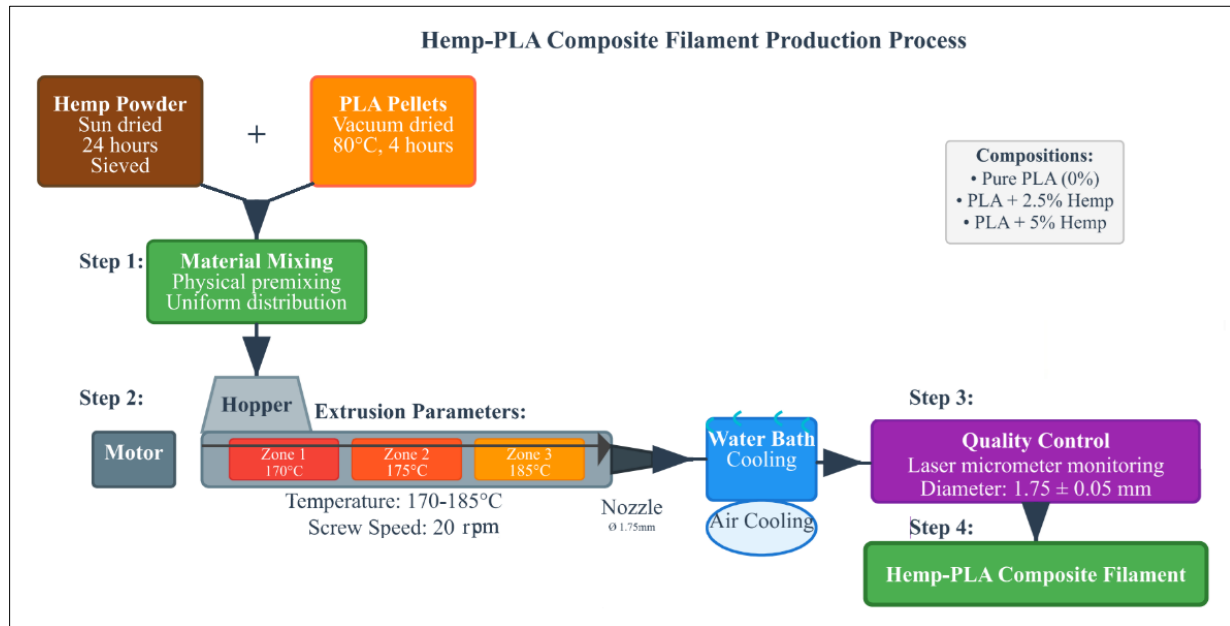 Hemp-PLA Composite Filament Production Process
Hemp Powder
Sun dried
24 hours
Sieved
+
PLA Pellets
Vacuum dried
80°C, 4 hours
Compositions:
• Pure PLA (0%)
• PLA + 2.5% Hemp
• PLA + 5% Hemp
Step 1:
Material Mixing
Physical premixing
Uniform distribution
Step 2:
Motor
Hopper
Extrusion Parameters:
Zone 1
170°C
Zone 2
175°C
Zone 3
185°C
Temperature: 170-185°C
Screw Speed: 20 rpm
Nozzle
Ø 1.75mm
Water Bath
Cooling
Air Cooling
Step 3:
Quality Control
Laser micrometer monitoring
Diameter: 1.75 ± 0.05 mm
Step 4:
Hemp-PLA Composite Filament